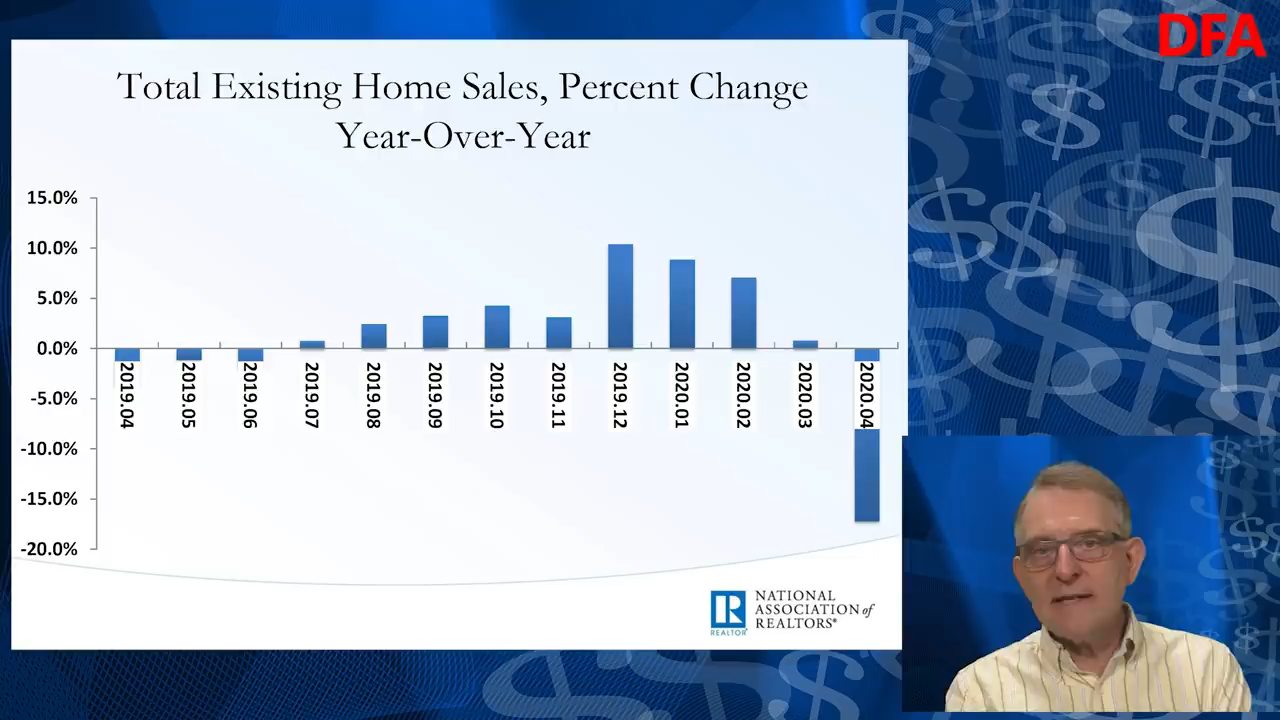 DFA
Total Existing Home Sales, Percent Change
Year-Over-Year
15.0%
10.0%
5.0%
0.0%
-5.0%
-10.0%
-15.0%
-20.0%
2019.04
2019.05
2019.06
2019.07
2019.08
2019.09
2019.10
2019.11
2019.12
2020.01
2020.02
2020.03
2020.04
R
REALTOR®
NATIONAL
ASSOCIATION of
REALTORS®